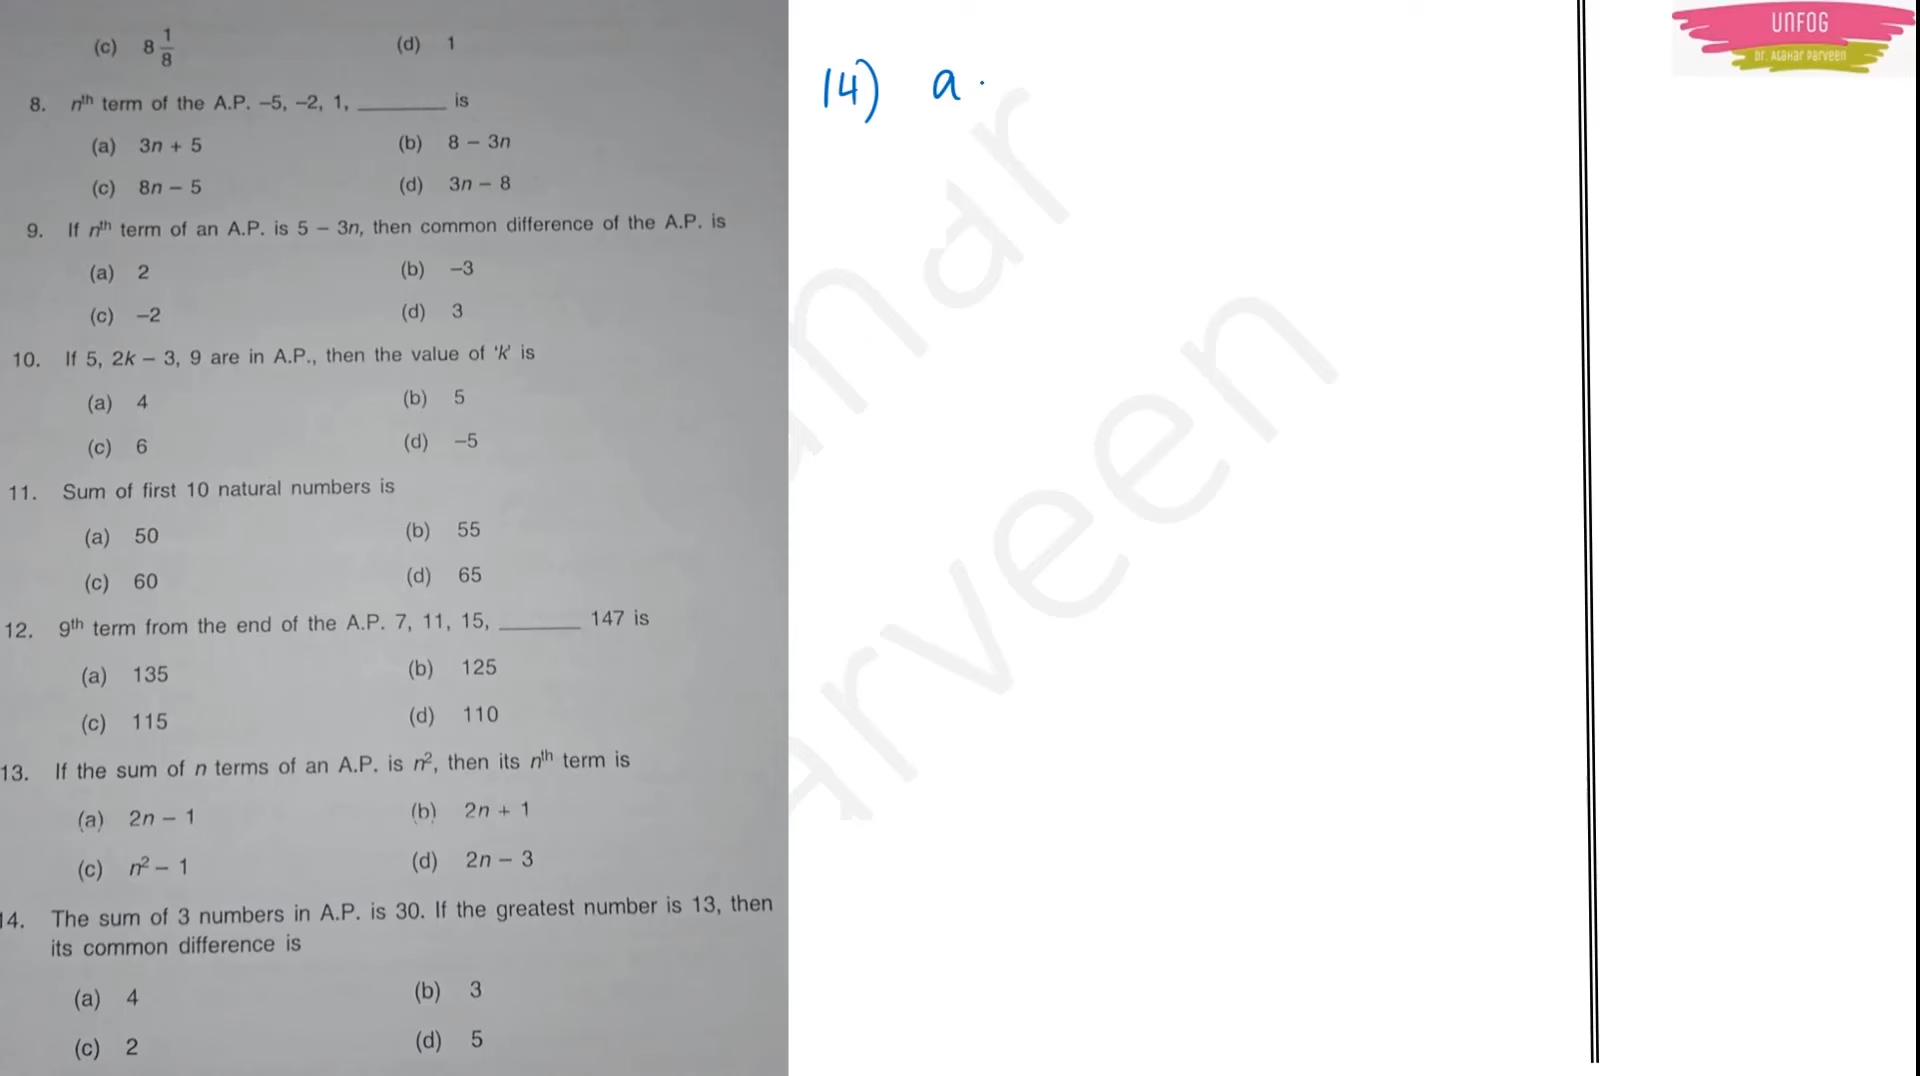 (c) 8 1/8 (d) 1
8. nth term of the A.P. –5, –2, 1, ________ is
(a) 3n + 5 (b) 8 – 3n
(c) 8n – 5 (d) 3n – 8
9. If nth term of an A.P. is 5 – 3n, then common difference of the A.P. is
(a) 2 (b) –3
(c) –2 (d) 3
10. If 5, 2k – 3, 9 are in A.P., then the value of ‘k’ is
(a) 4 (b) 5
(c) 6 (d) –5
11. Sum of first 10 natural numbers is
(a) 50 (b) 55
(c) 60 (d) 65
12. 9th term from the end of the A.P. 7, 11, 15, _______ 147 is
(a) 135 (b) 125
(c) 115 (d) 110
13. If the sum of n terms of an A.P. is n², then its nth term is
(a) 2n – 1 (b) 2n + 1
(c) n² – 1 (d) 2n – 3
14. The sum of 3 numbers in A.P. is 30. If the greatest number is 13, then
its common difference is
(a) 4 (b) 3
(c) 2 (d) 5
14) a
UNFOG
Dr. Atahar Parveen